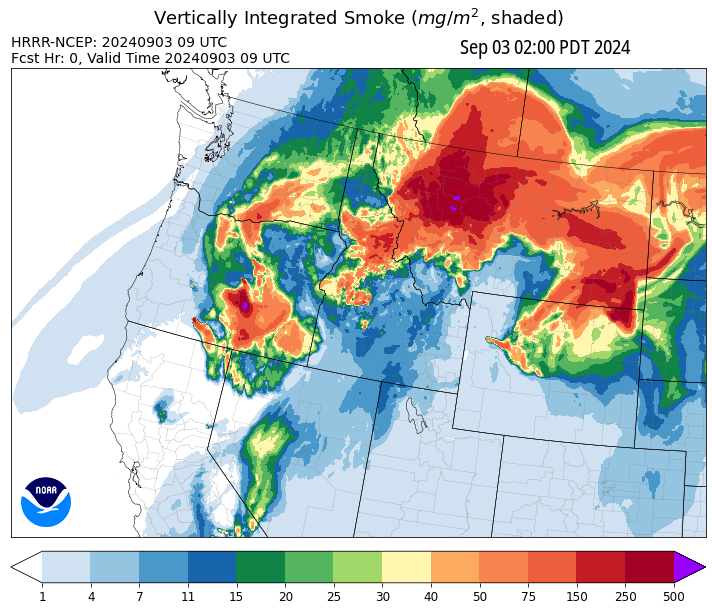 Vertically Integrated Smoke (mg/m², shaded)
HRRR-NCEP: 20240903 09 UTC
Fcst Hr: 0, Valid Time 20240903 09 UTC
Sep 03 02:00 PDT 2024
NOAA
1 4 7 11 15 20 25 30 40 50 75 150 250 500